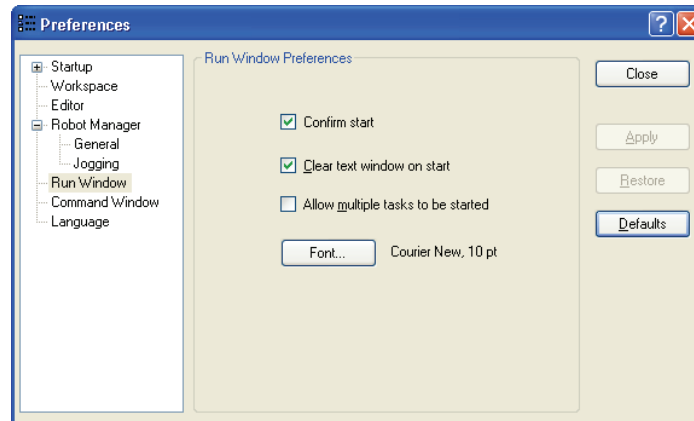 Preferences
?
Startup
Workspace
Editor
Robot Manager
General
Jogging
Run Window
Command Window
Language
Run Window Preferences
Confirm start
Clear text window on start
Allow multiple tasks to be started
Font... Courier New, 10 pt
Close
Apply
Restore
Defaults